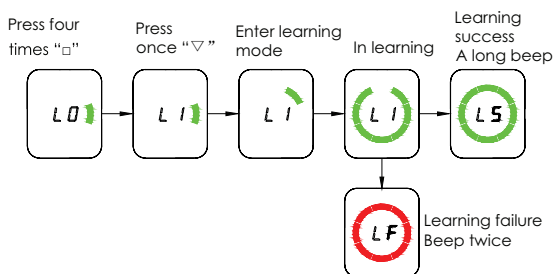 Press four
times “□”
Press
once “▽”
Enter learning
mode
In learning
Learning
success
A long beep
L0
L1
L1
L1
LS
LF
Learning failure
Beep twice